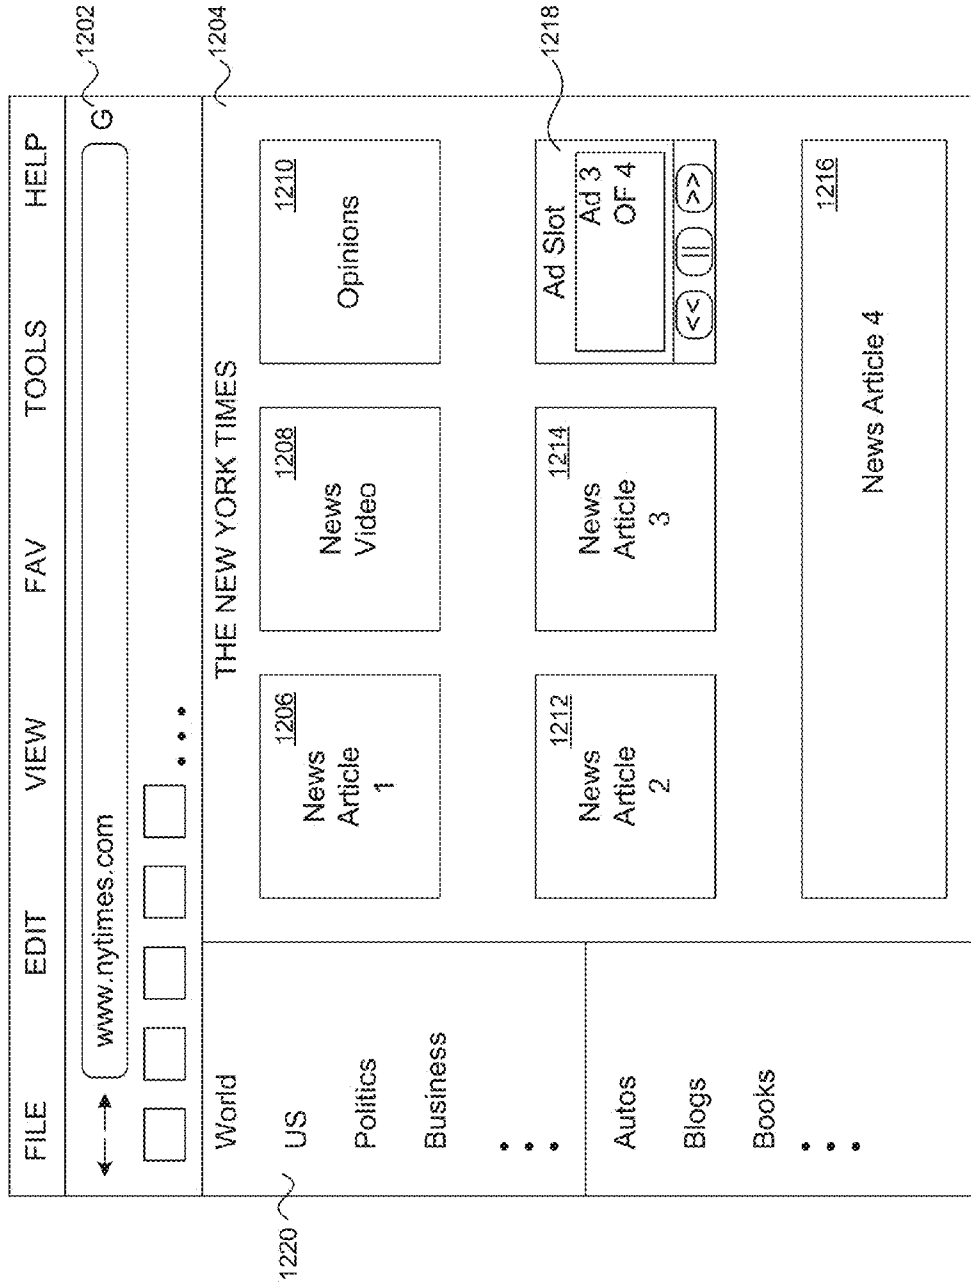 FILE EDIT VIEW FAV TOOLS HELP
www.nytimes.com G 1202
1204
THE NEW YORK TIMES
World
US
Politics
Business
1220
Autos
Blogs
Books
1206
News
Article
1
1208
News
Video
1210
Opinions
1212
News
Article
2
1214
News
Article
3
1218
Ad Slot
Ad 3
OF 4
<< || >>
1216
News Article 4